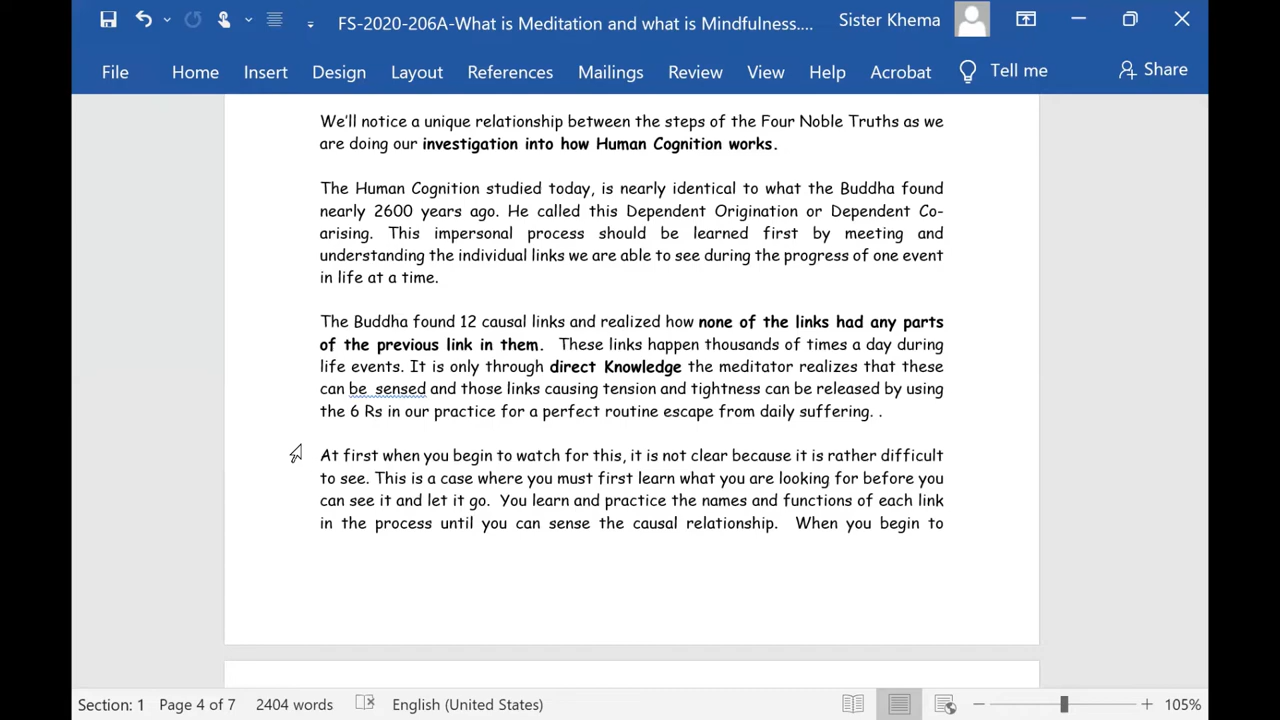 FS-2020-206A-What is Meditation and what is Mindfulness.... Sister Khema
File Home Insert Design Layout References Mailings Review View Help Acrobat Tell me Share
We'll notice a unique relationship between the steps of the Four Noble Truths as we
are doing our investigation into how Human Cognition works.
The Human Cognition studied today, is nearly identical to what the Buddha found
nearly 2600 years ago. He called this Dependent Origination or Dependent Co-
arising. This impersonal process should be learned first by meeting and
understanding the individual links we are able to see during the progress of one event
in life at a time.
The Buddha found 12 causal links and realized how none of the links had any parts
of the previous link in them. These links happen thousands of times a day during
life events. It is only through direct Knowledge the meditator realizes that these
can be sensed and those links causing tension and tightness can be released by using
the 6 Rs in our practice for a perfect routine escape from daily suffering. .
At first when you begin to watch for this, it is not clear because it is rather difficult
to see. This is a case where you must first learn what you are looking for before you
can see it and let it go. You learn and practice the names and functions of each link
in the process until you can sense the causal relationship. When you begin to
Section: 1 Page 4 of 7 2404 words English (United States) 105%